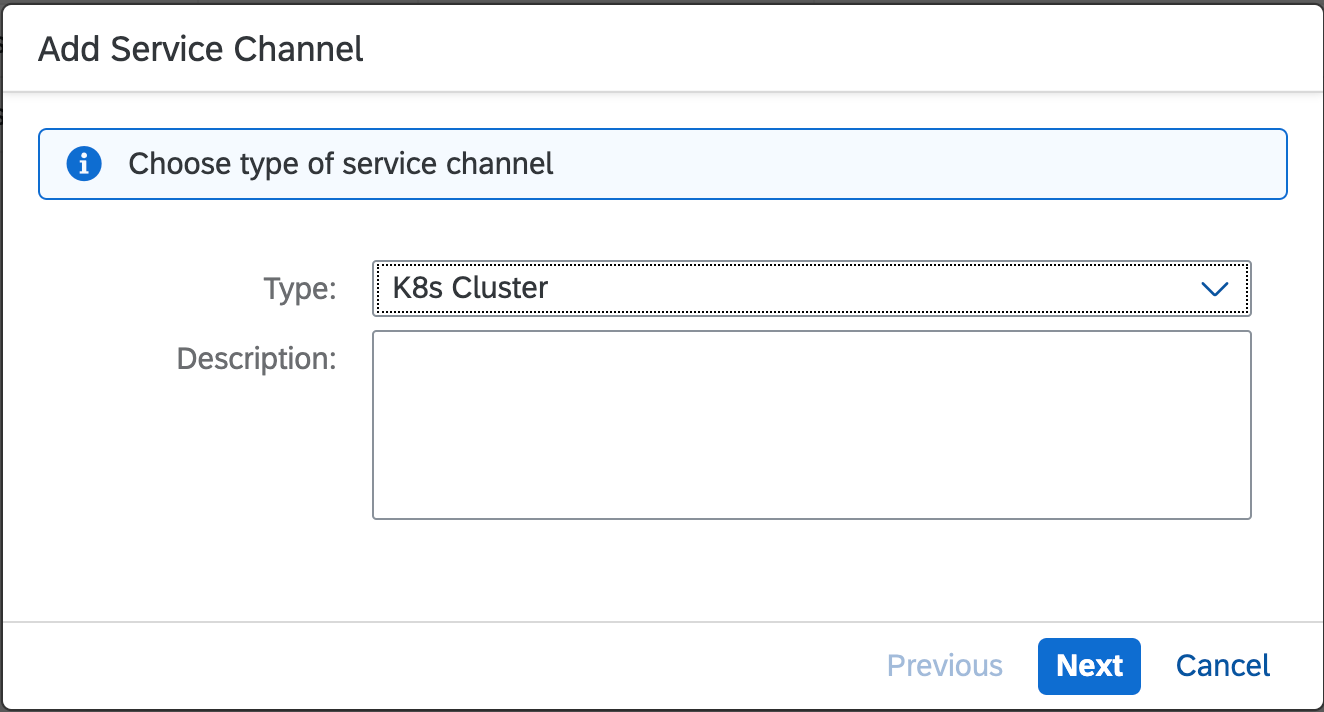 Add Service Channel
Choose type of service channel
Type: K8s Cluster
Description:
Previous Next Cancel